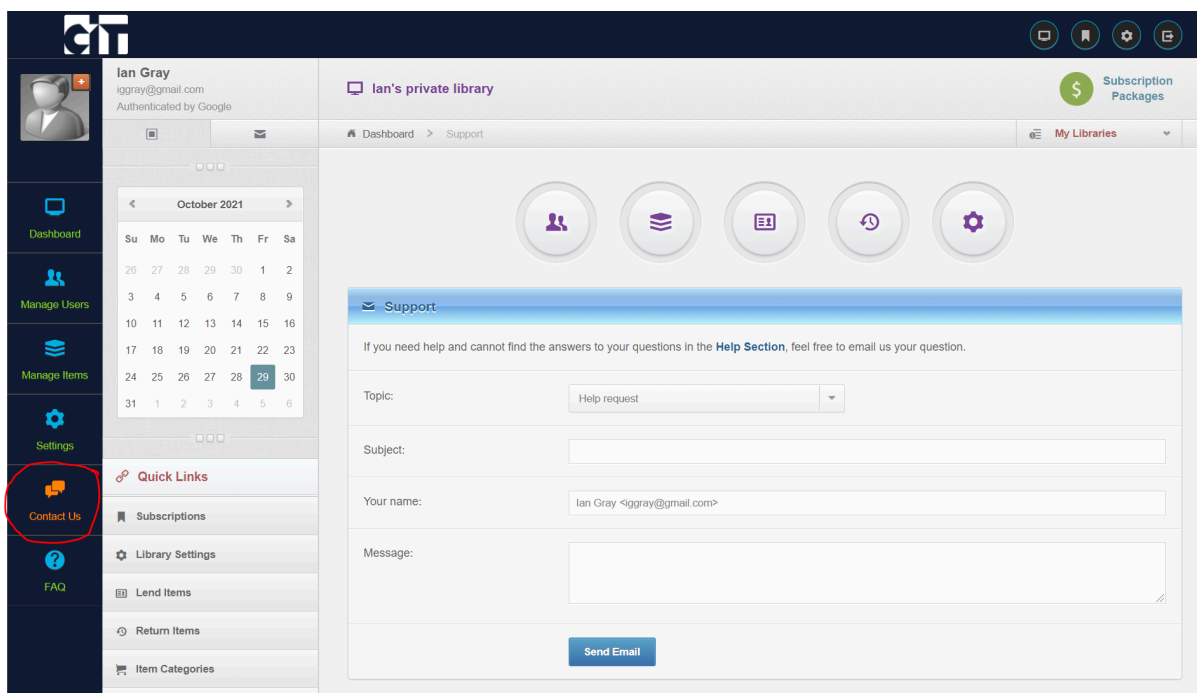 CIT
Ian Gray
iggray@gmail.com
Authenticated by Google
Ian's private library
$
Subscription
Packages
Dashboard > Support
My Libraries
Dashboard
Manage Users
Manage Items
Settings
Contact Us
?
FAQ
< October 2021 >
Su Mo Tu We Th Fr Sa
26 27 28 29 30 1 2
3 4 5 6 7 8 9
10 11 12 13 14 15 16
17 18 19 20 21 22 23
24 25 26 27 28 29 30
31 1 2 3 4 5 6
Quick Links
Subscriptions
Library Settings
Lend Items
Return Items
Item Categories
Support
If you need help and cannot find the answers to your questions in the Help Section, feel free to email us your question.
Topic: Help request
Subject:
Your name: Ian Gray <iggray@gmail.com>
Message:
Send Email